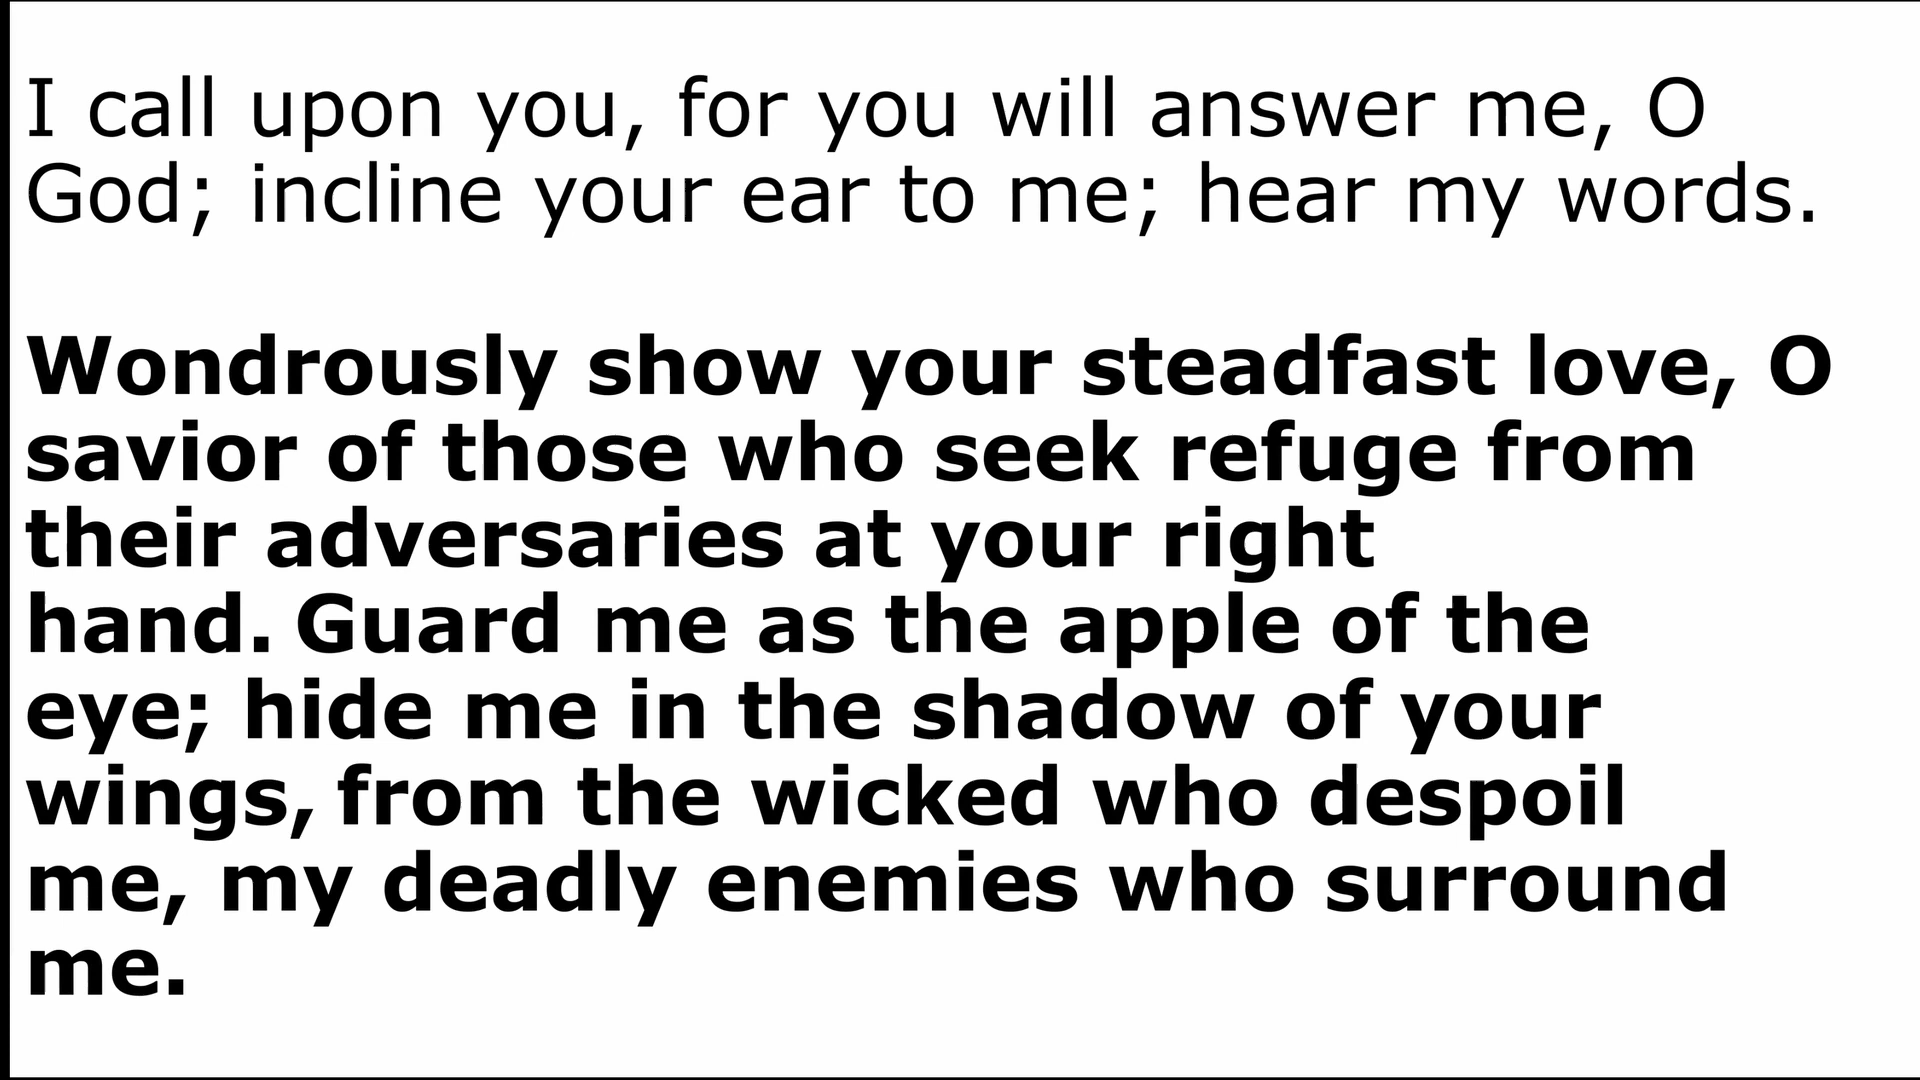 I call upon you, for you will answer me, O
God; incline your ear to me; hear my words.
Wondrously show your steadfast love, O
savior of those who seek refuge from
their adversaries at your right
hand. Guard me as the apple of the
eye; hide me in the shadow of your
wings, from the wicked who despoil
me, my deadly enemies who surround
me.